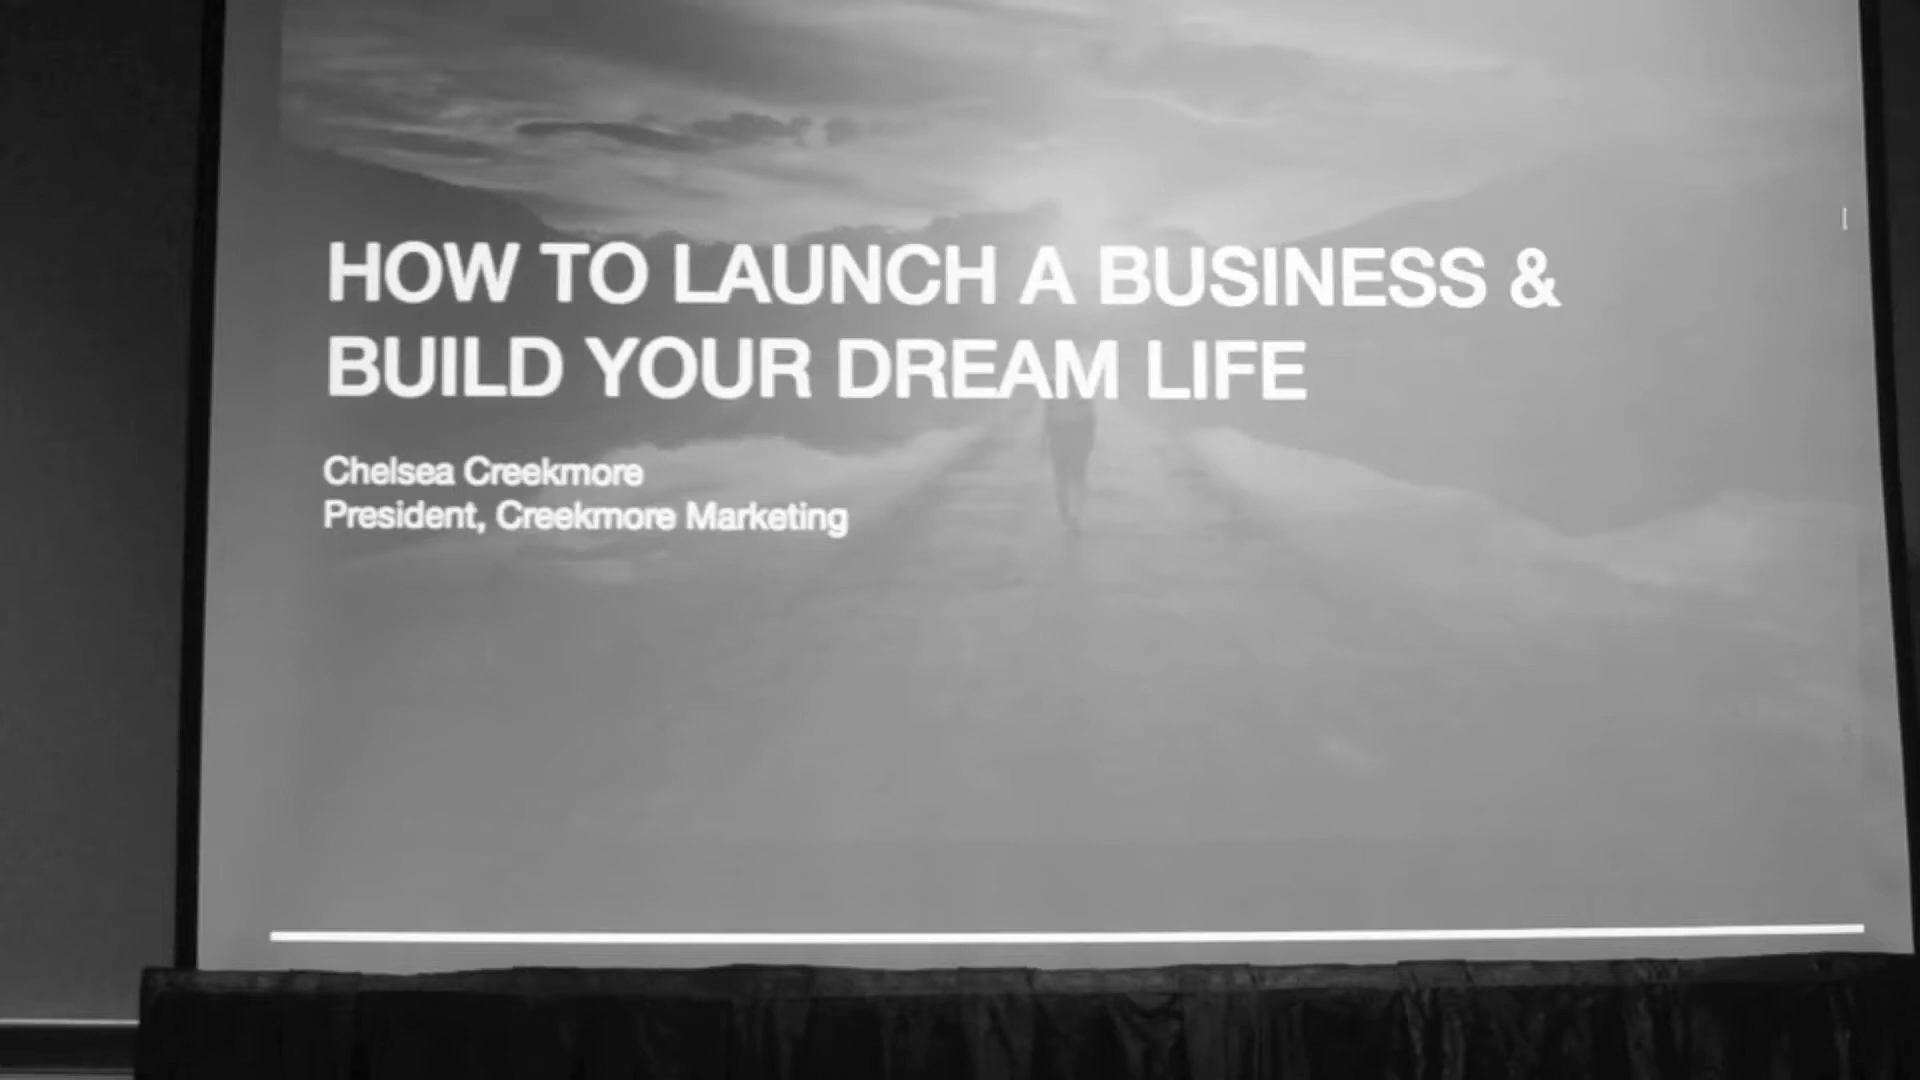 HOW TO LAUNCH A BUSINESS &
BUILD YOUR DREAM LIFE
Chelsea Creekmore
President, Creekmore Marketing